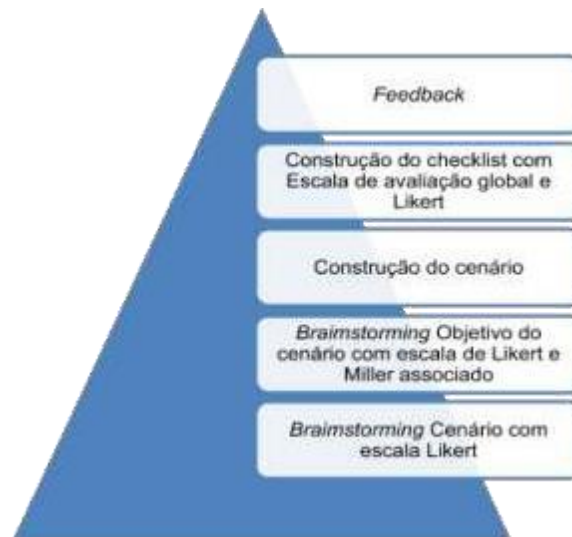 Feedback
Construção do checklist com
Escala de avaliação global e
Likert
Construção do cenário
Braimstorming Objetivo do
cenário com escala de Likert e
Miller associado
Braimstorming Cenário com
escala Likert